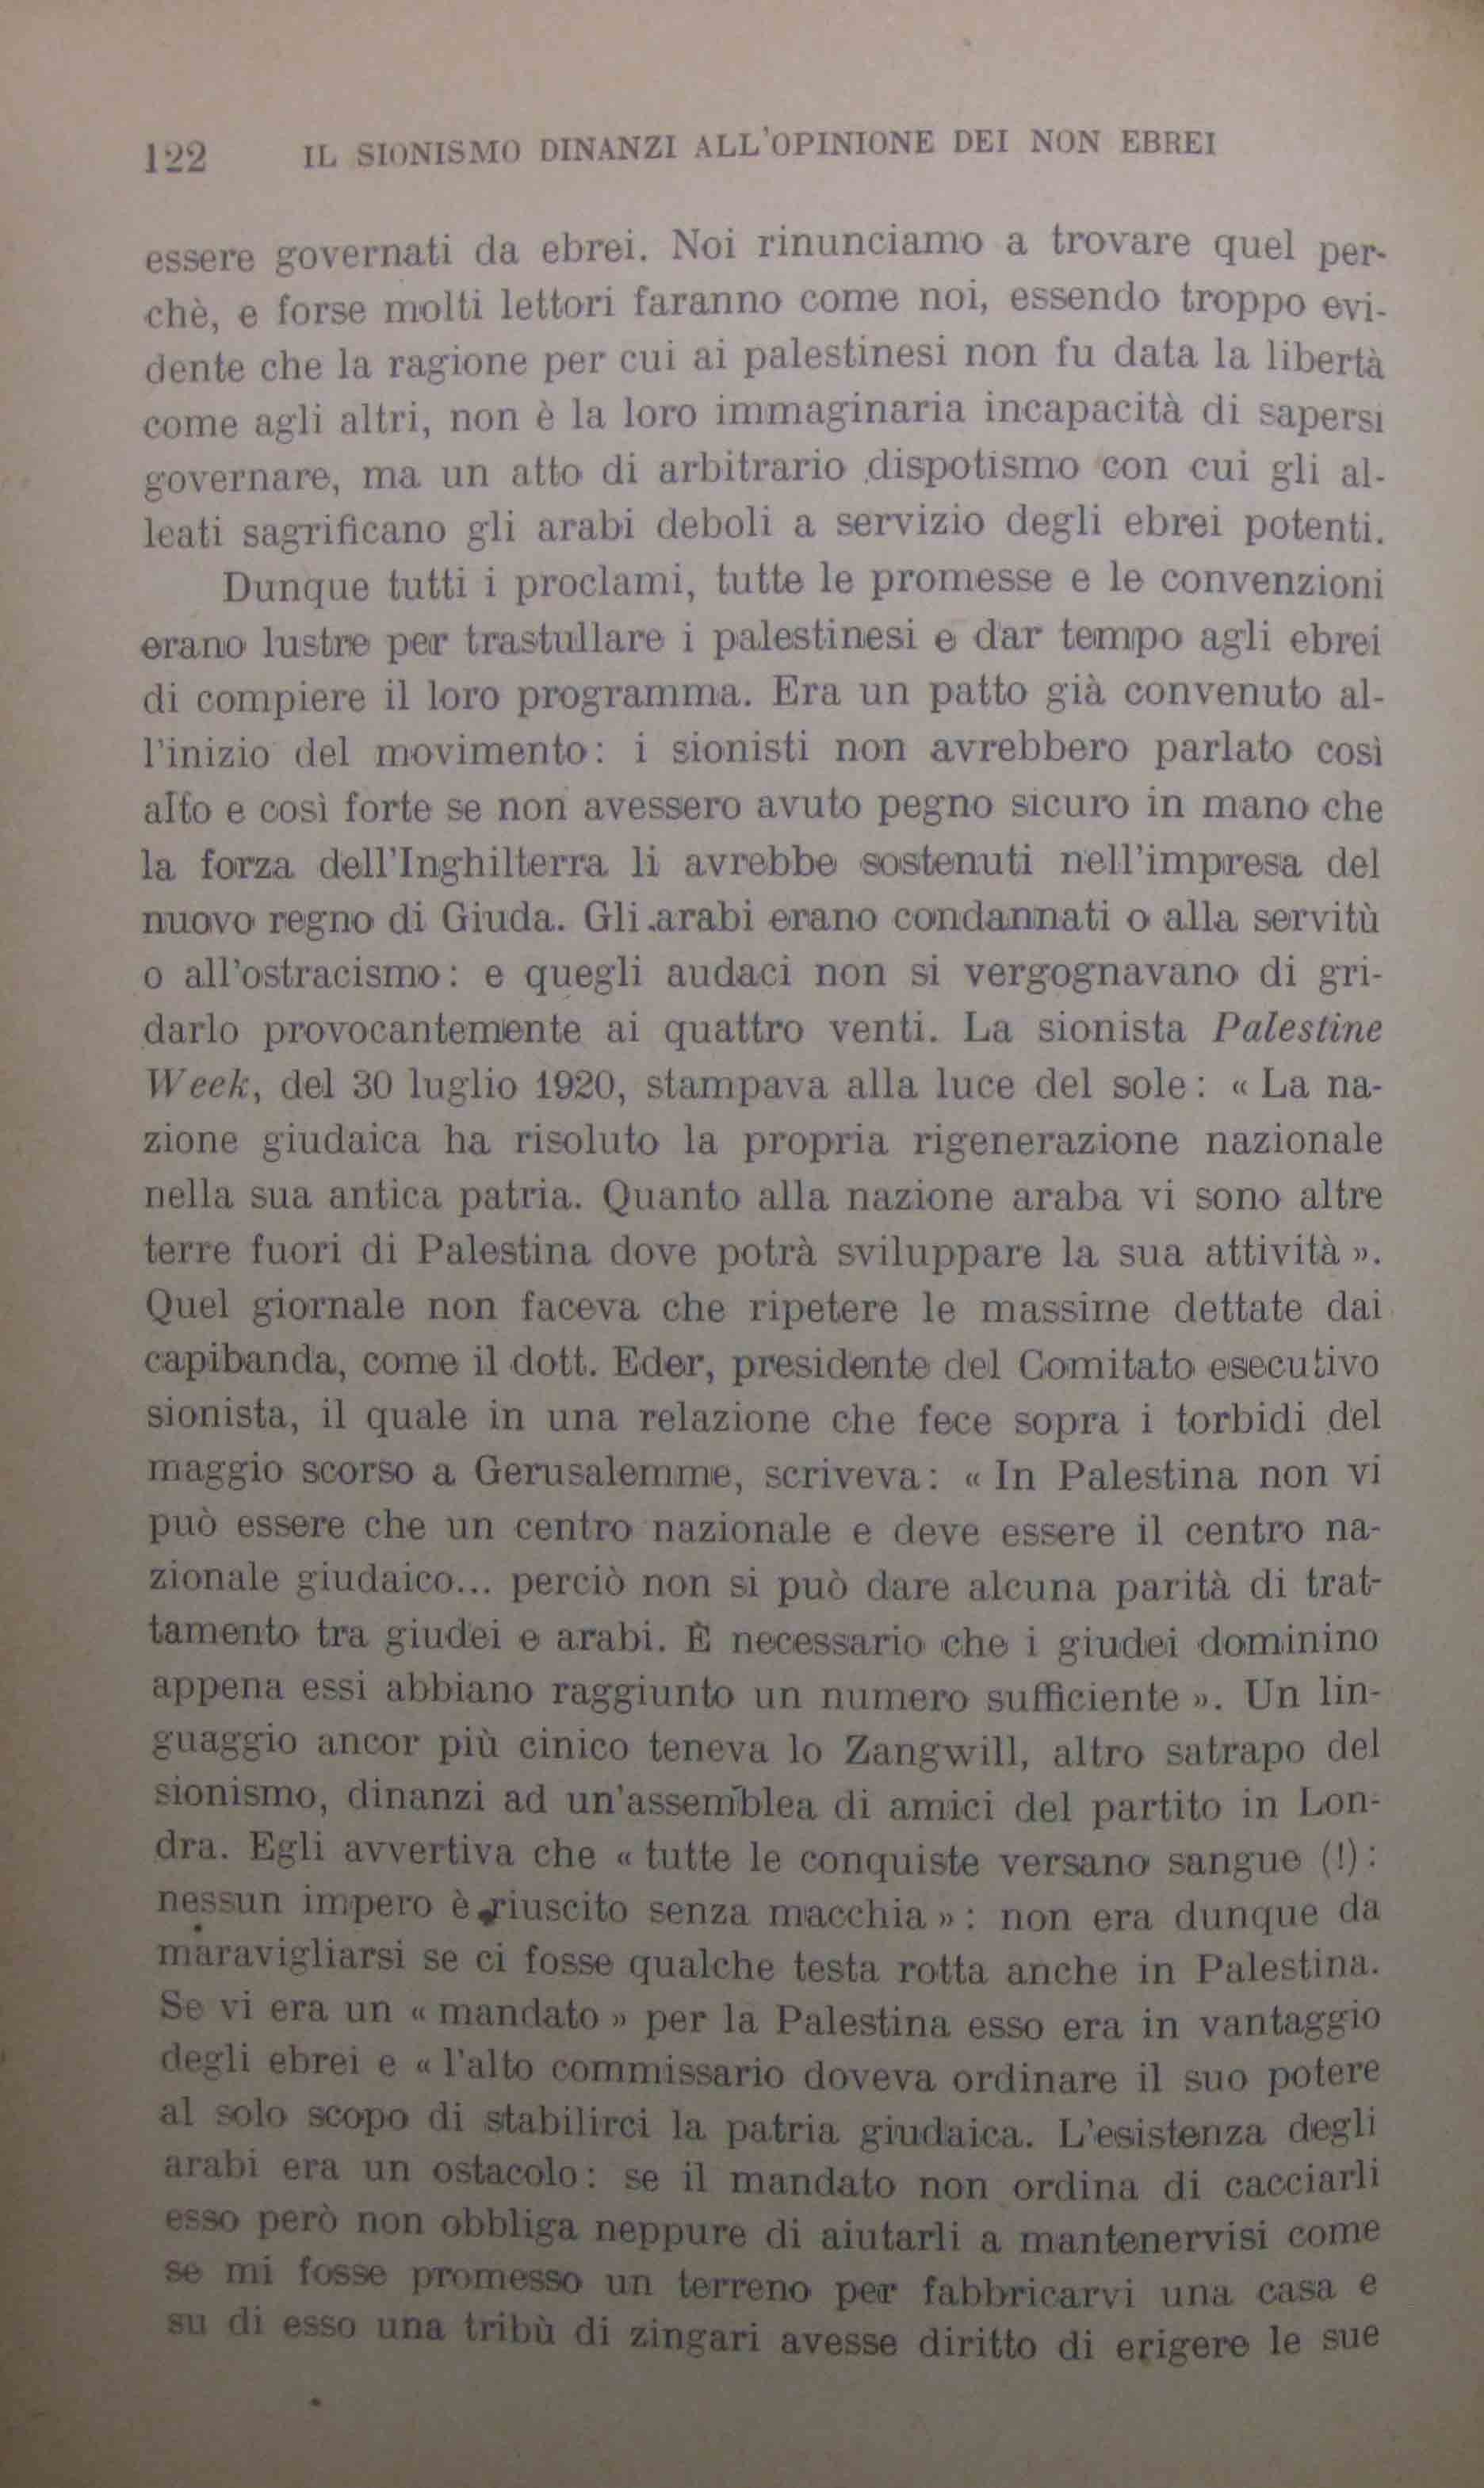 122 IL SIONISMO DINANZI ALL'OPINIONE DEI NON EBREI
essere governati da ebrei. Noi rinunciamo a trovare quel per-
chè, e forse molti lettori faranno come noi, essendo troppo evi-
dente che la ragione per cui ai palestinesi non fu data la libertà
come agli altri, non è la loro immaginaria incapacità di sapersi
governare, ma un atto di arbitrario dispotismo con cui gli al-
leati sagrificano gli arabi deboli a servizio degli ebrei potenti.
Dunque tutti i proclami, tutte le promesse e le convenzioni
erano lustre per trastullare i palestinesi e dar tempo agli ebrei
di compiere il loro programma. Era un patto già convenuto al-
l'inizio del movimento: i sionisti non avrebbero parlato così
alto e così forte se non avessero avuto pegno sicuro in mano che
la forza dell'Inghilterra li avrebbe sostenuti nell'impresa del
nuovo regno di Giuda. Gli arabi erano condannati o alla servitù
o all'ostracismo: e quegli audaci non si vergognavano di gri-
darlo provocantemente ai quattro venti. La sionista Palestine
Week, del 30 luglio 1920, stampava alla luce del sole: « La na-
zione giudaica ha risoluto la propria rigenerazione nazionale
nella sua antica patria. Quanto alla nazione araba vi sono altre
terre fuori di Palestina dove potrà sviluppare la sua attività ».
Quel giornale non faceva che ripetere le massime dettate dai
capibanda, come il dott. Eder, presidente del Comitato esecutivo
sionista, il quale in una relazione che fece sopra i torbidi del
maggio scorso a Gerusalemme, scriveva: « In Palestina non vi
può essere che un centro nazionale e deve essere il centro na-
zionale giudaico... perciò non si può dare alcuna parità di trat-
tamento tra giudei e arabi. È necessario che i giudei dominino
appena essi abbiano raggiunto un numero sufficiente ». Un lin-
guaggio ancor più cinico teneva lo Zangwill, altro satrapo del
sionismo, dinanzi ad un'assemblea di amici del partito in Lon-
dra. Egli avvertiva che « tutte le conquiste versano sangue (!):
nessun impero è riuscito senza macchia »: non era dunque da
maravigliarsi se ci fosse qualche testa rotta anche in Palestina.
Se vi era un « mandato » per la Palestina esso era in vantaggio
degli ebrei e « l'alto commissario doveva ordinare il suo potere
al solo scopo di stabilirci la patria giudaica. L'esistenza degli
arabi era un ostacolo: se il mandato non ordina di cacciarli
esso però non obbliga neppure di aiutarli a mantenervisi come
se mi fosse promesso un terreno per fabbricarvi una casa e
su di esso una tribù di zingari avesse diritto di erigere le sue